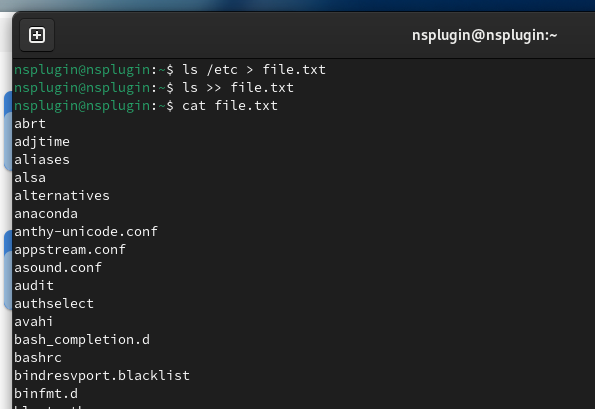 nsplugin@nsplugin:~
nsplugin@nsplugin:~$ ls /etc > file.txt
nsplugin@nsplugin:~$ ls >> file.txt
nsplugin@nsplugin:~$ cat file.txt
abrt
adjtime
aliases
alsa
alternatives
anaconda
anthy-unicode.conf
appstream.conf
asound.conf
audit
authselect
avahi
bash_completion.d
bashrc
bindresvport.blacklist
binfmt.d